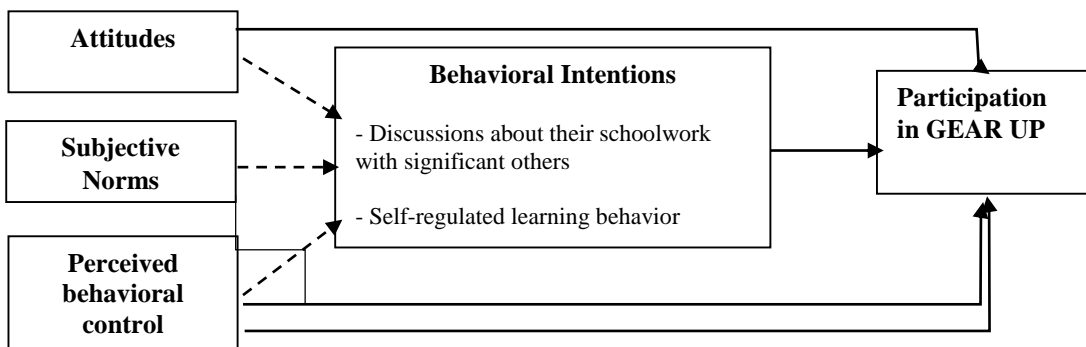 Attitudes
Behavioral Intentions
- Discussions about their schoolwork
with significant others
- Self-regulated learning behavior
Participation
in GEAR UP
Subjective
Norms
Perceived
behavioral
control